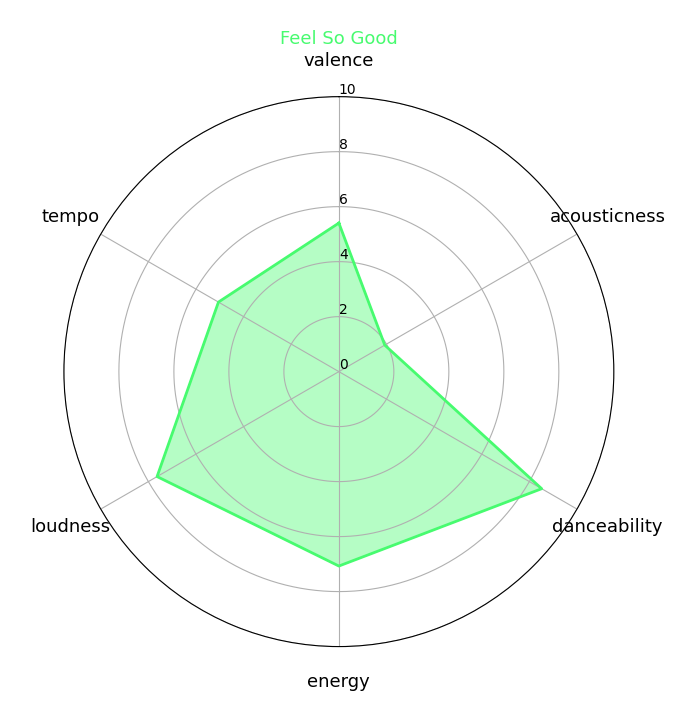 Feel So Good
valence
10
8
6
4
2
0
tempo
acousticness
loudness
danceability
energy